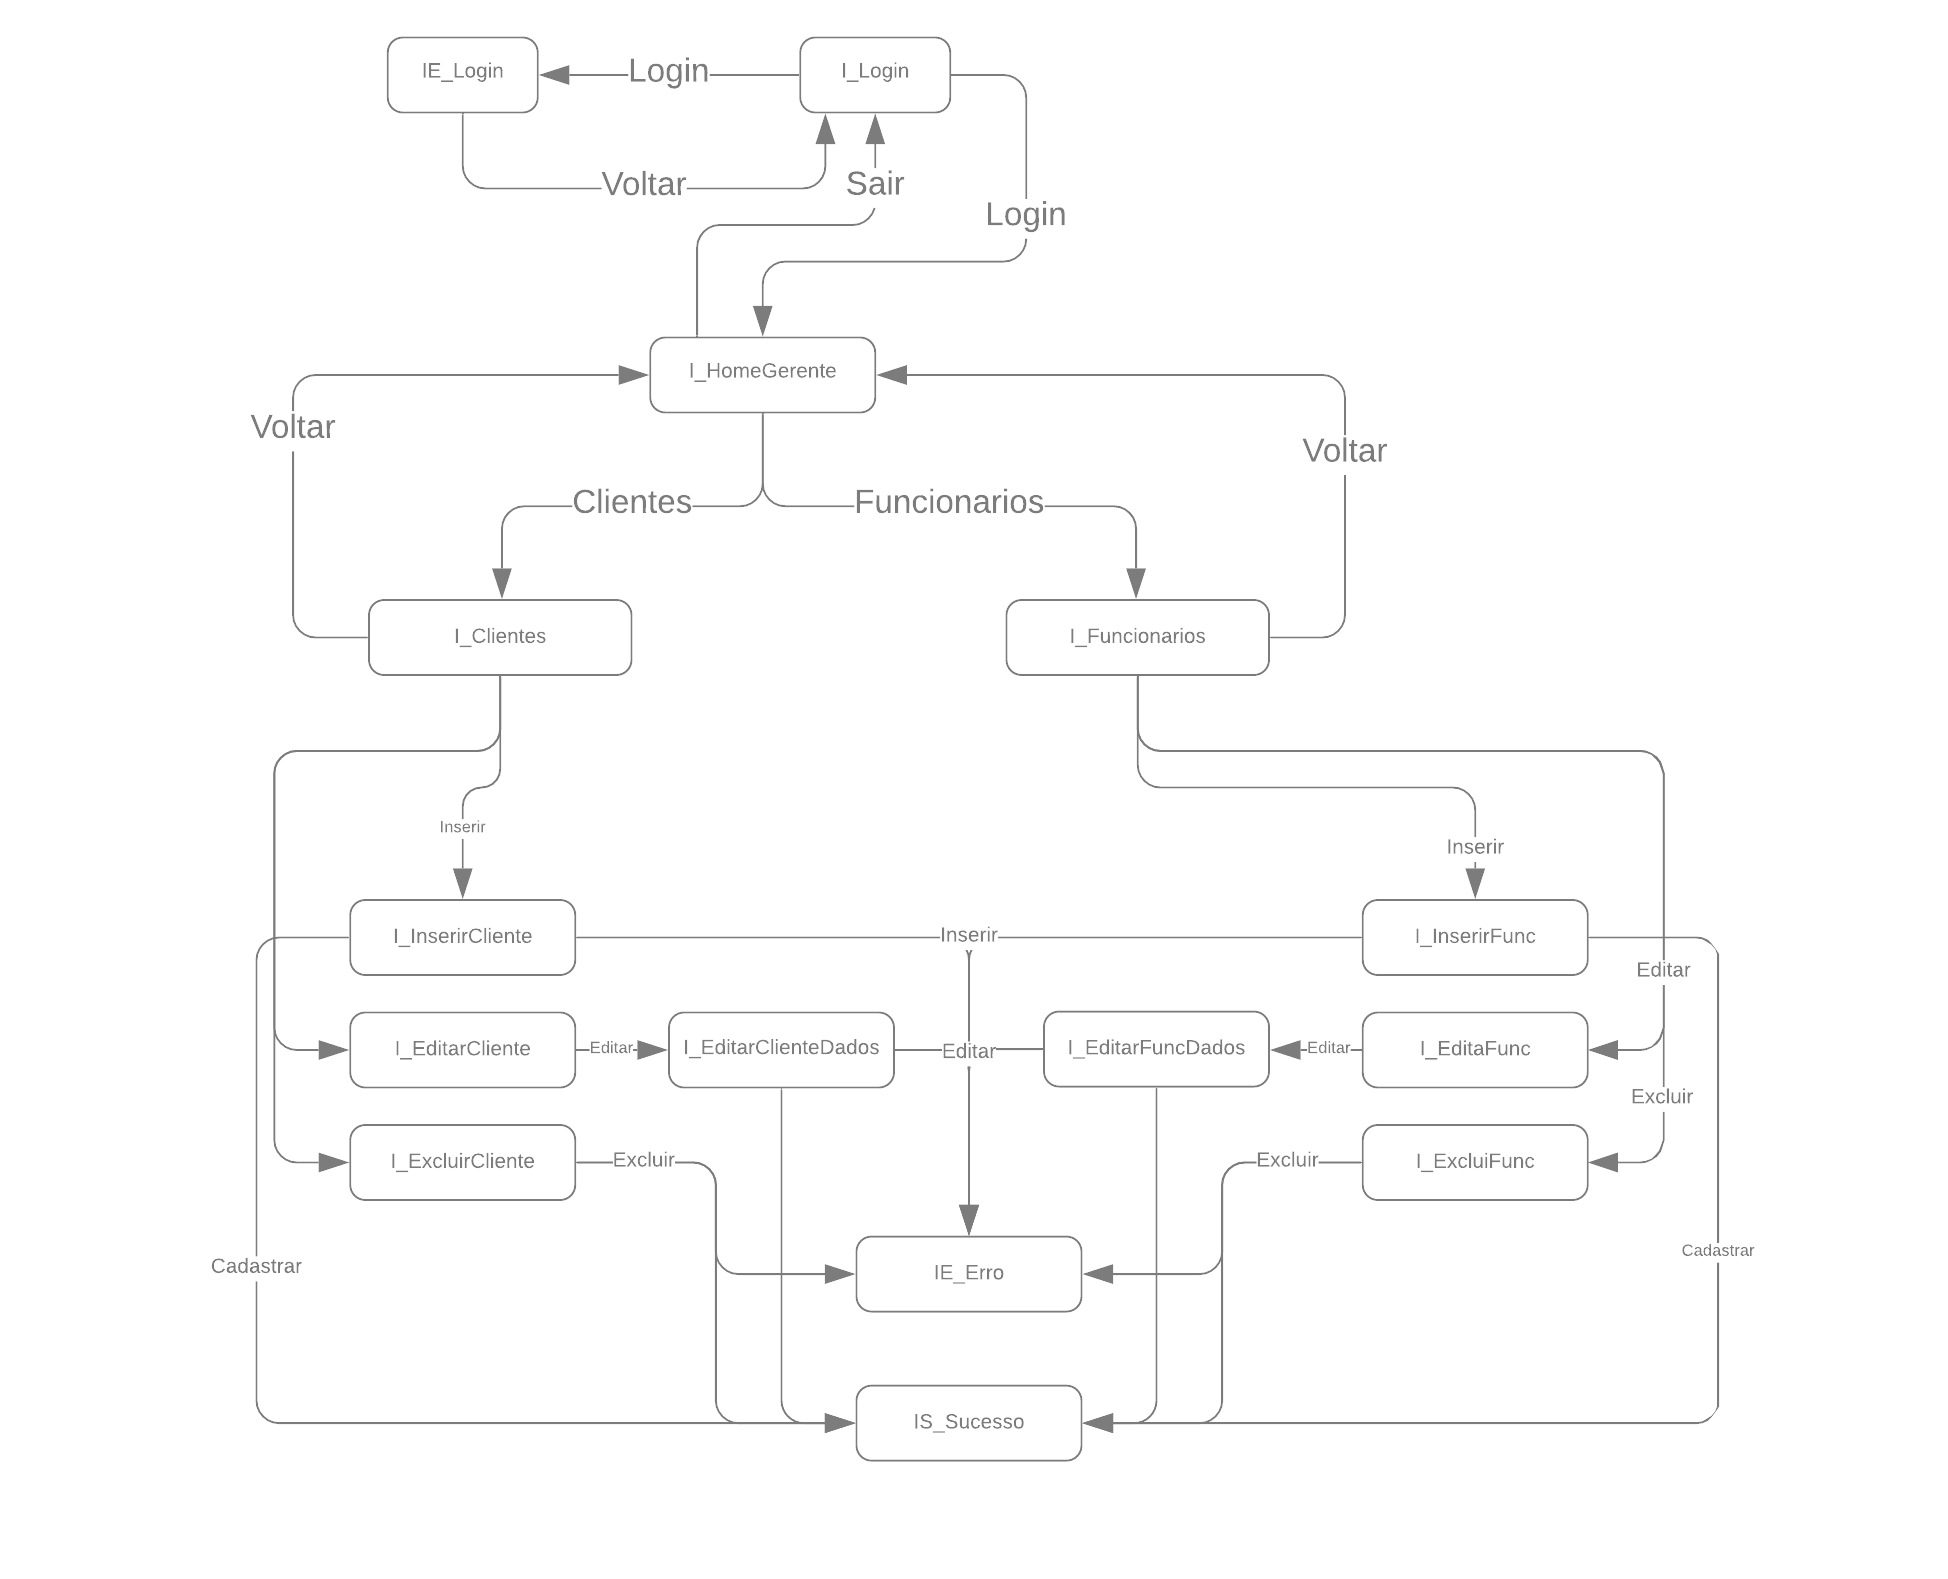 IE_Login
Login
I_Login
Voltar
Sair
Login
I_HomeGerente
Voltar
Voltar
Clientes
Funcionarios
I_Clientes
I_Funcionarios
Inserir
Inserir
I_InserirCliente
Inserir
I_InserirFunc
Editar
I_EditarCliente
Editar
I_EditarClienteDados
Editar
I_EditarFuncDados
Editar
I_EditaFunc
Excluir
I_ExcluirCliente
Excluir
Excluir
I_ExcluiFunc
Cadastrar
IE_Erro
Cadastrar
IS_Sucesso